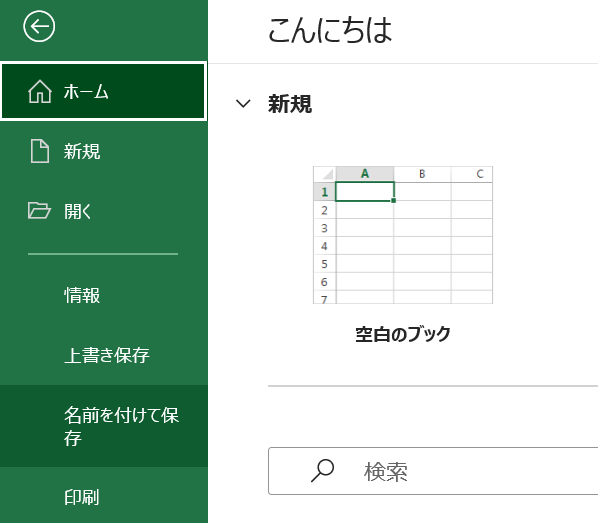 こんにちは
ホーム
新規
開く
情報
上書き保存
名前を付けて保
存
印刷
新規
A B C
1
2
3
4
5
6
7
空白のブック
検索